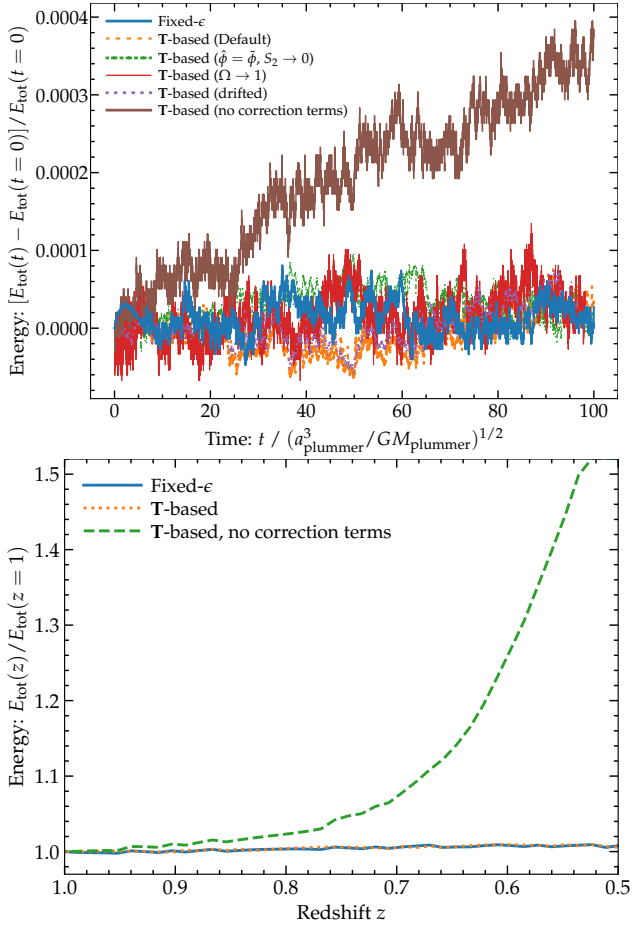 Fixed-ϵ
T-based (Default)
T-based (ϕ̂ = ϕ̃, S₂ → 0)
T-based (Ω → 1)
T-based (drifted)
T-based (no correction terms)
Energy: [E_tot(t) − E_tot(t = 0)] / E_tot(t = 0)
0.0004
0.0003
0.0002
0.0001
0.0000
0 20 40 60 80 100
Time: t / (a³_plummer/GM_plummer)^1/2
Fixed-ϵ
T-based
T-based, no correction terms
Energy: E_tot(z)/E_tot(z = 1)
1.5
1.4
1.3
1.2
1.1
1.0
1.0 0.9 0.8 0.7 0.6 0.5
Redshift z